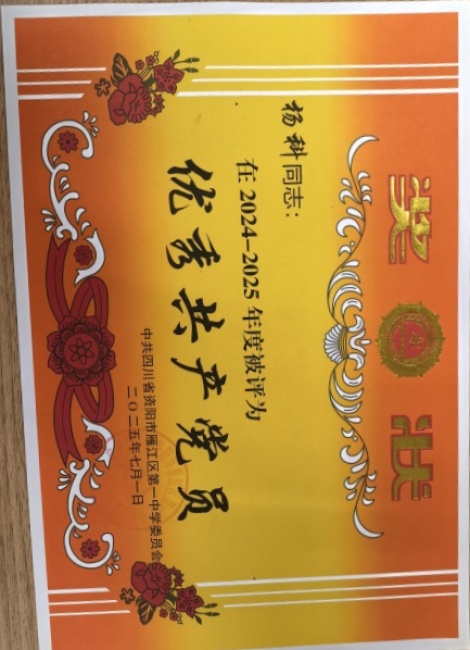 奖状
杨科同志：
在2024-2025年度被评为
优秀共产党员
中共四川省资阳市雁江区第一中学委员会
二〇二五年七月一日